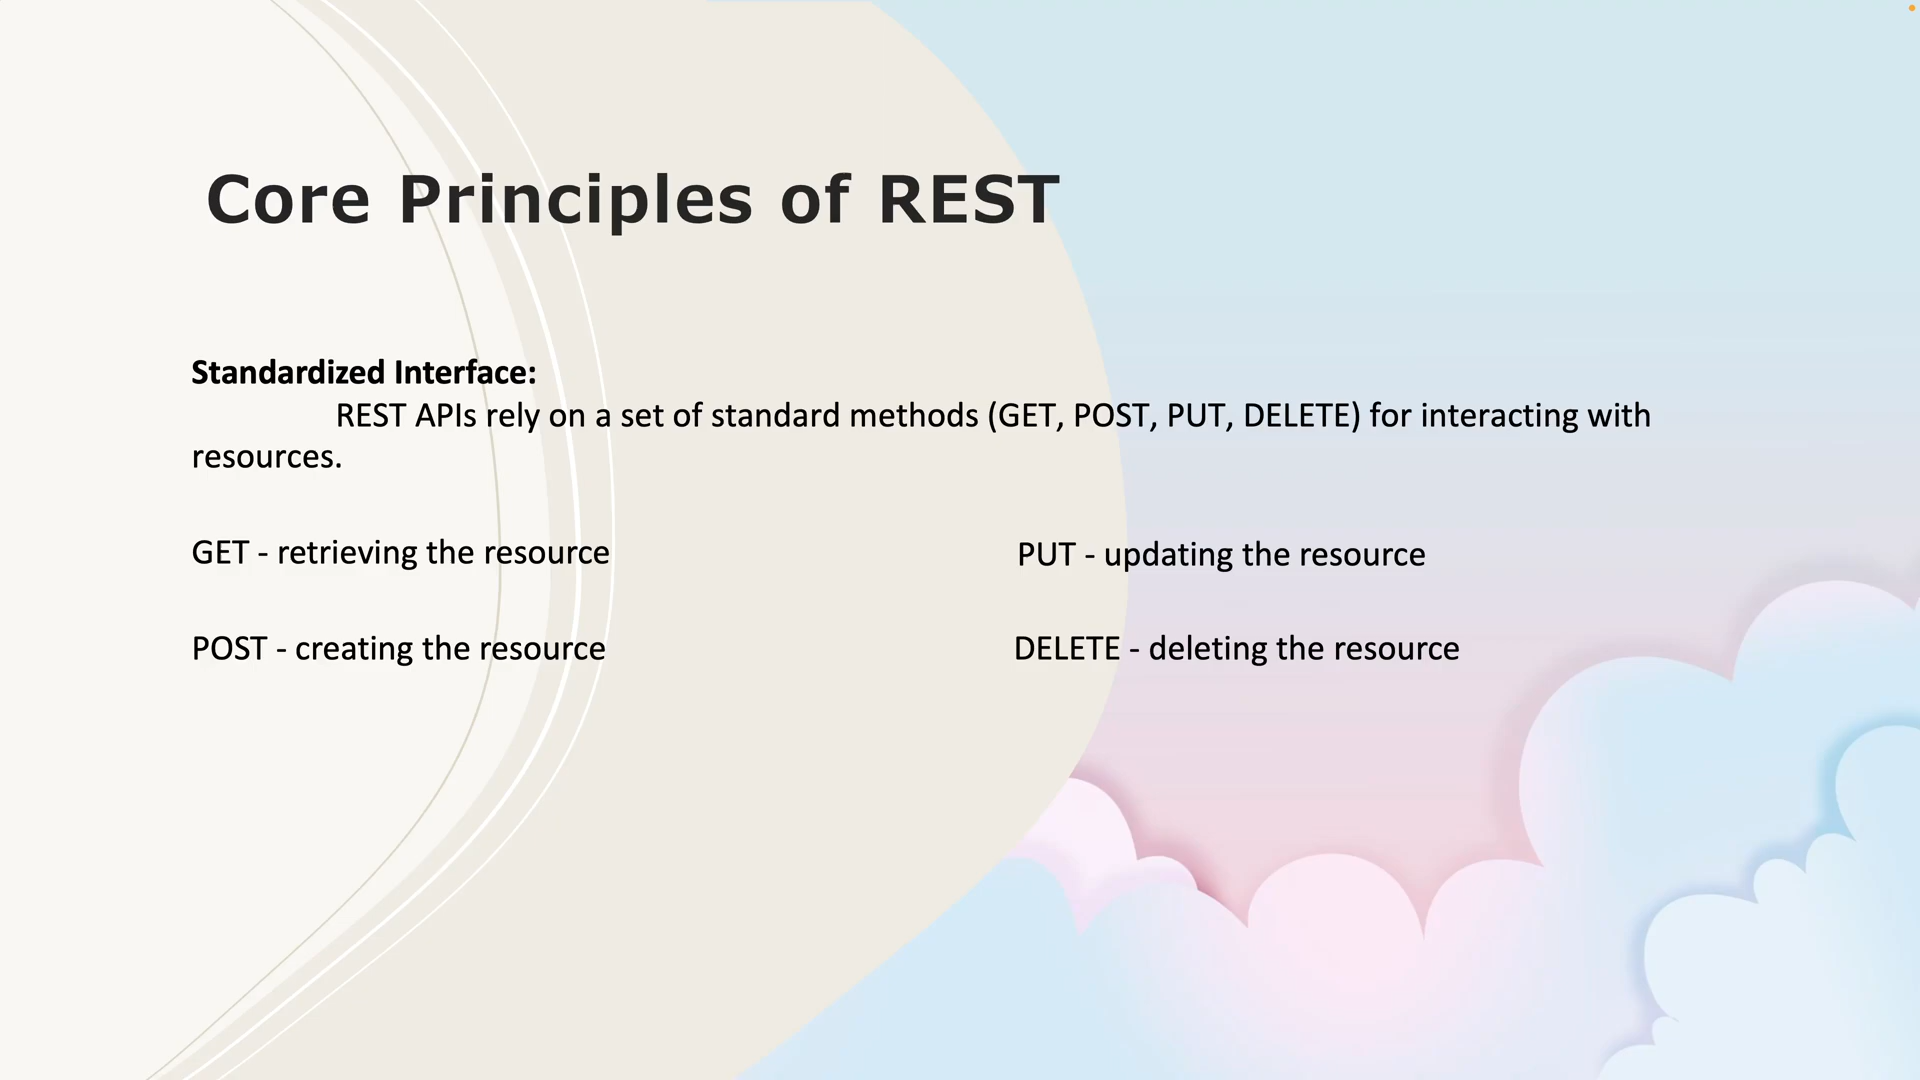 Core Principles of REST
Standardized Interface:
REST APIs rely on a set of standard methods (GET, POST, PUT, DELETE) for interacting with
resources.
GET - retrieving the resource
PUT - updating the resource
POST - creating the resource
DELETE - deleting the resource